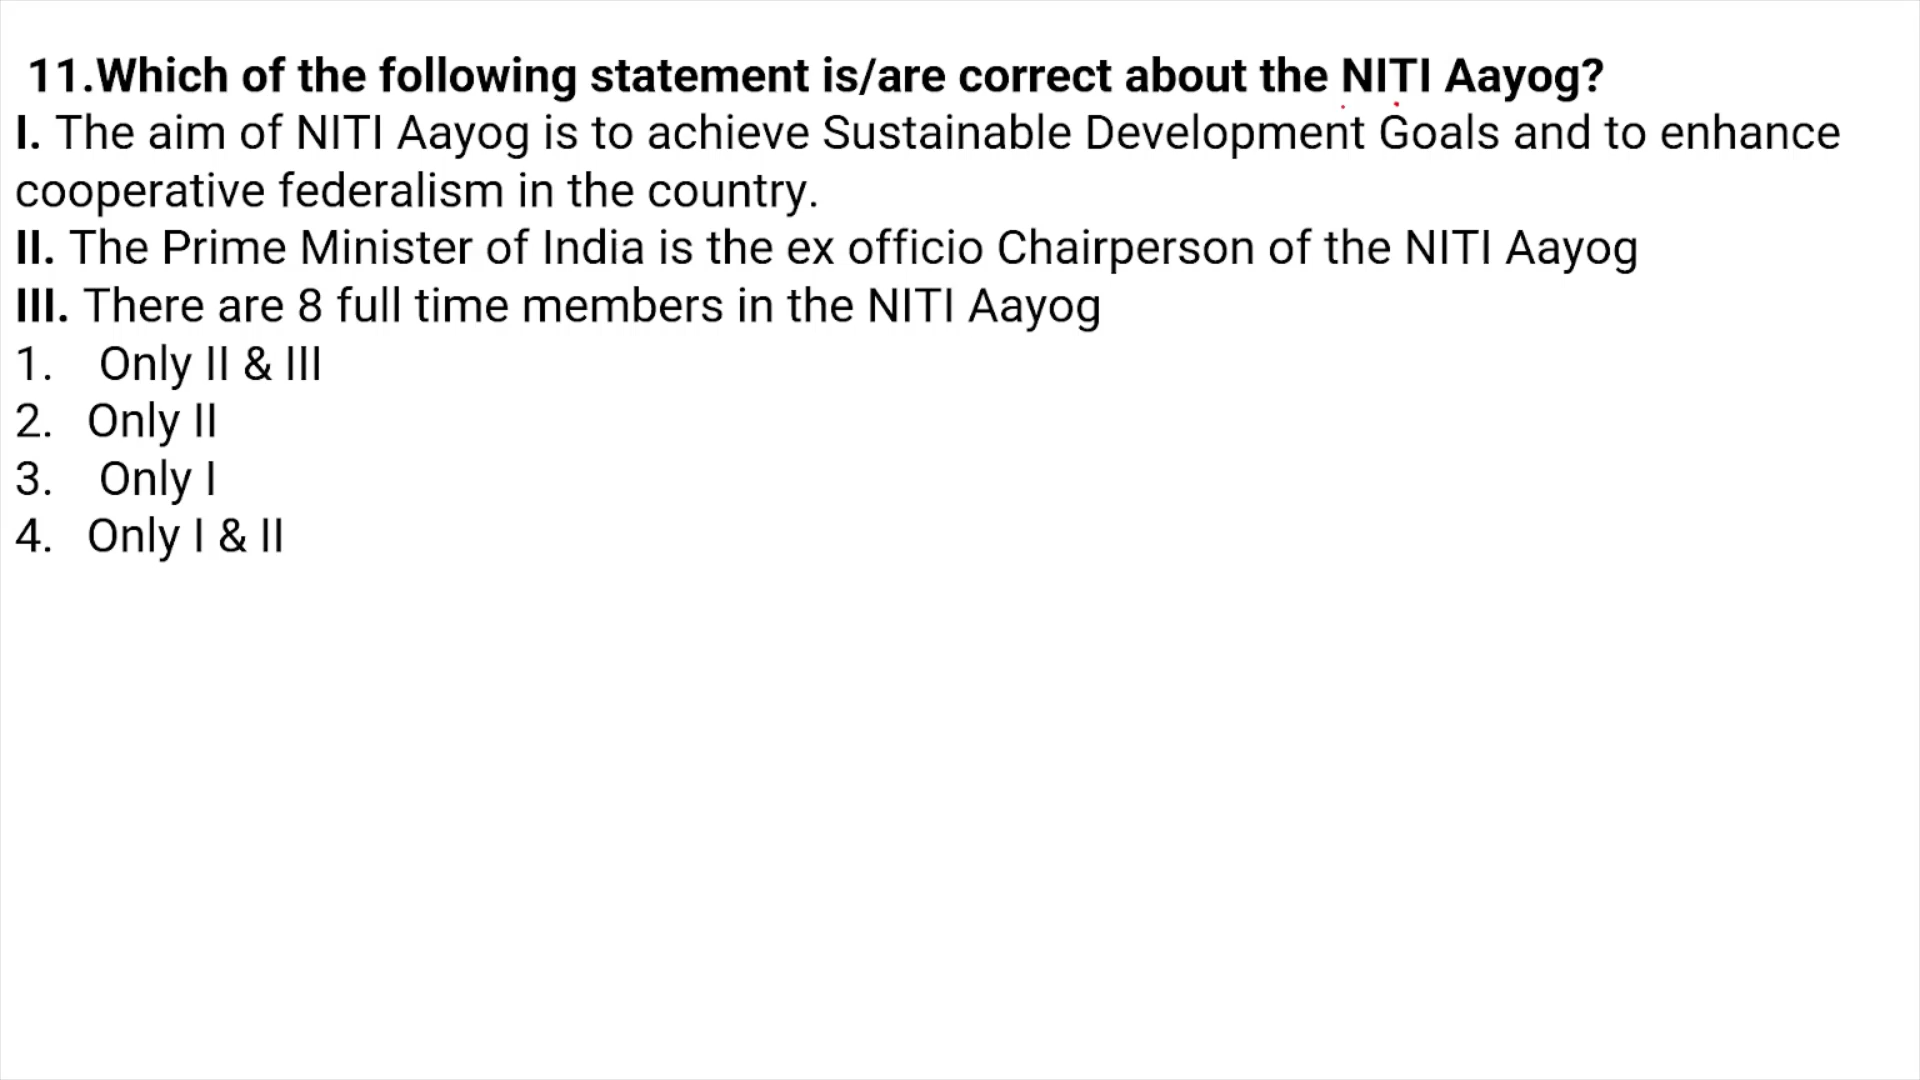 11.Which of the following statement is/are correct about the NITI Aayog?
I. The aim of NITI Aayog is to achieve Sustainable Development Goals and to enhance
cooperative federalism in the country.
II. The Prime Minister of India is the ex officio Chairperson of the NITI Aayog
III. There are 8 full time members in the NITI Aayog
1. Only II & III
2. Only II
3. Only I
4. Only I & II